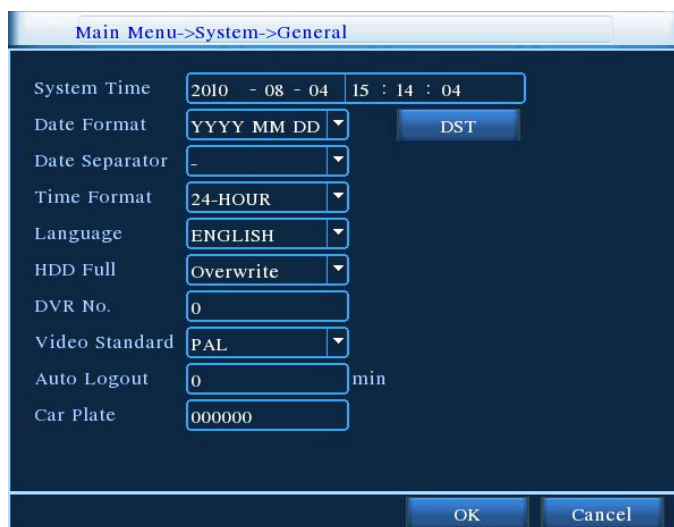 Main Menu->System->General
System Time 2010 - 08 - 04 15 : 14 : 04
Date Format YYYY MM DD DST
Date Separator -
Time Format 24-HOUR
Language ENGLISH
HDD Full Overwrite
DVR No. 0
Video Standard PAL
Auto Logout 0 min
Car Plate 000000
OK Cancel